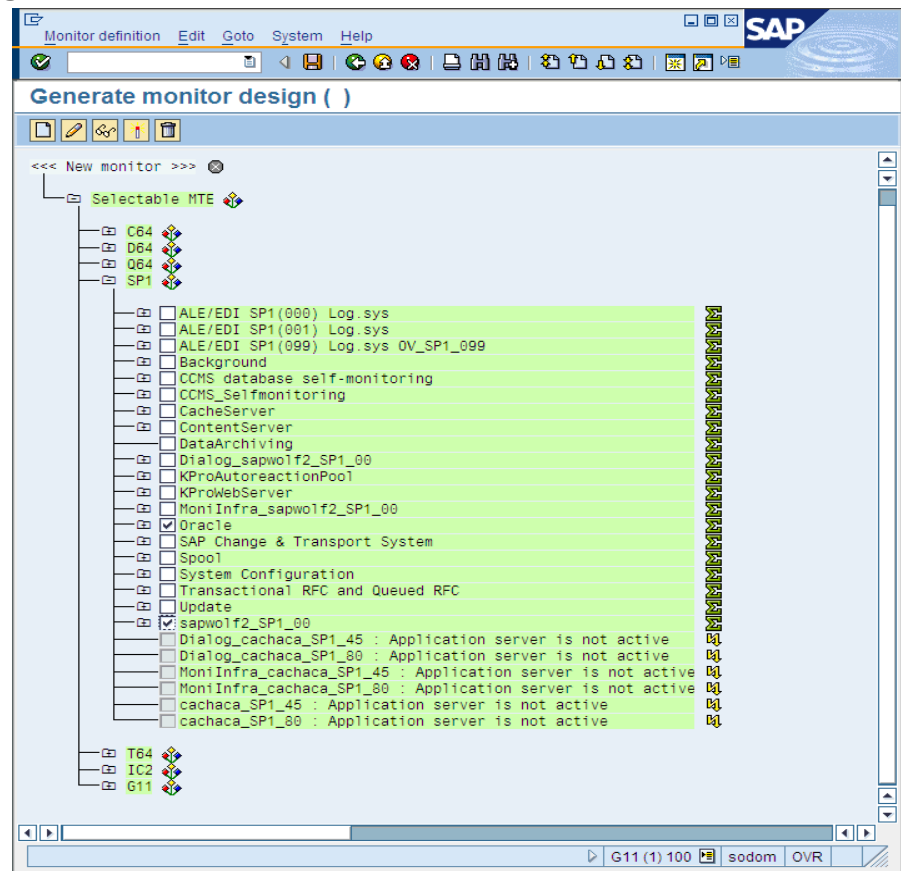 Monitor definition Edit Goto System Help
SAP
Generate monitor design ( )
<<< New monitor >>>
Selectable MTE
C64
D64
Q64
SP1
ALE/EDI SP1(000) Log.sys
ALE/EDI SP1(001) Log.sys
ALE/EDI SP1(099) Log.sys OV_SP1_099
Background
CCMS database self-monitoring
CCMS_Selfmonitoring
CacheServer
ContentServer
DataArchiving
Dialog_sapwolf2_SP1_00
KProAutoreactionPool
KProWebServer
MoniInfra_sapwolf2_SP1_00
Oracle
SAP Change & Transport System
Spool
System Configuration
Transactional RFC and Queued RFC
Update
sapwolf2_SP1_00
Dialog_cachaca_SP1_45 : Application server is not active
Dialog_cachaca_SP1_80 : Application server is not active
MoniInfra_cachaca_SP1_45 : Application server is not active
MoniInfra_cachaca_SP1_80 : Application server is not active
cachaca_SP1_45 : Application server is not active
cachaca_SP1_80 : Application server is not active
T64
IC2
G11
G11 (1) 100 sodom OVR